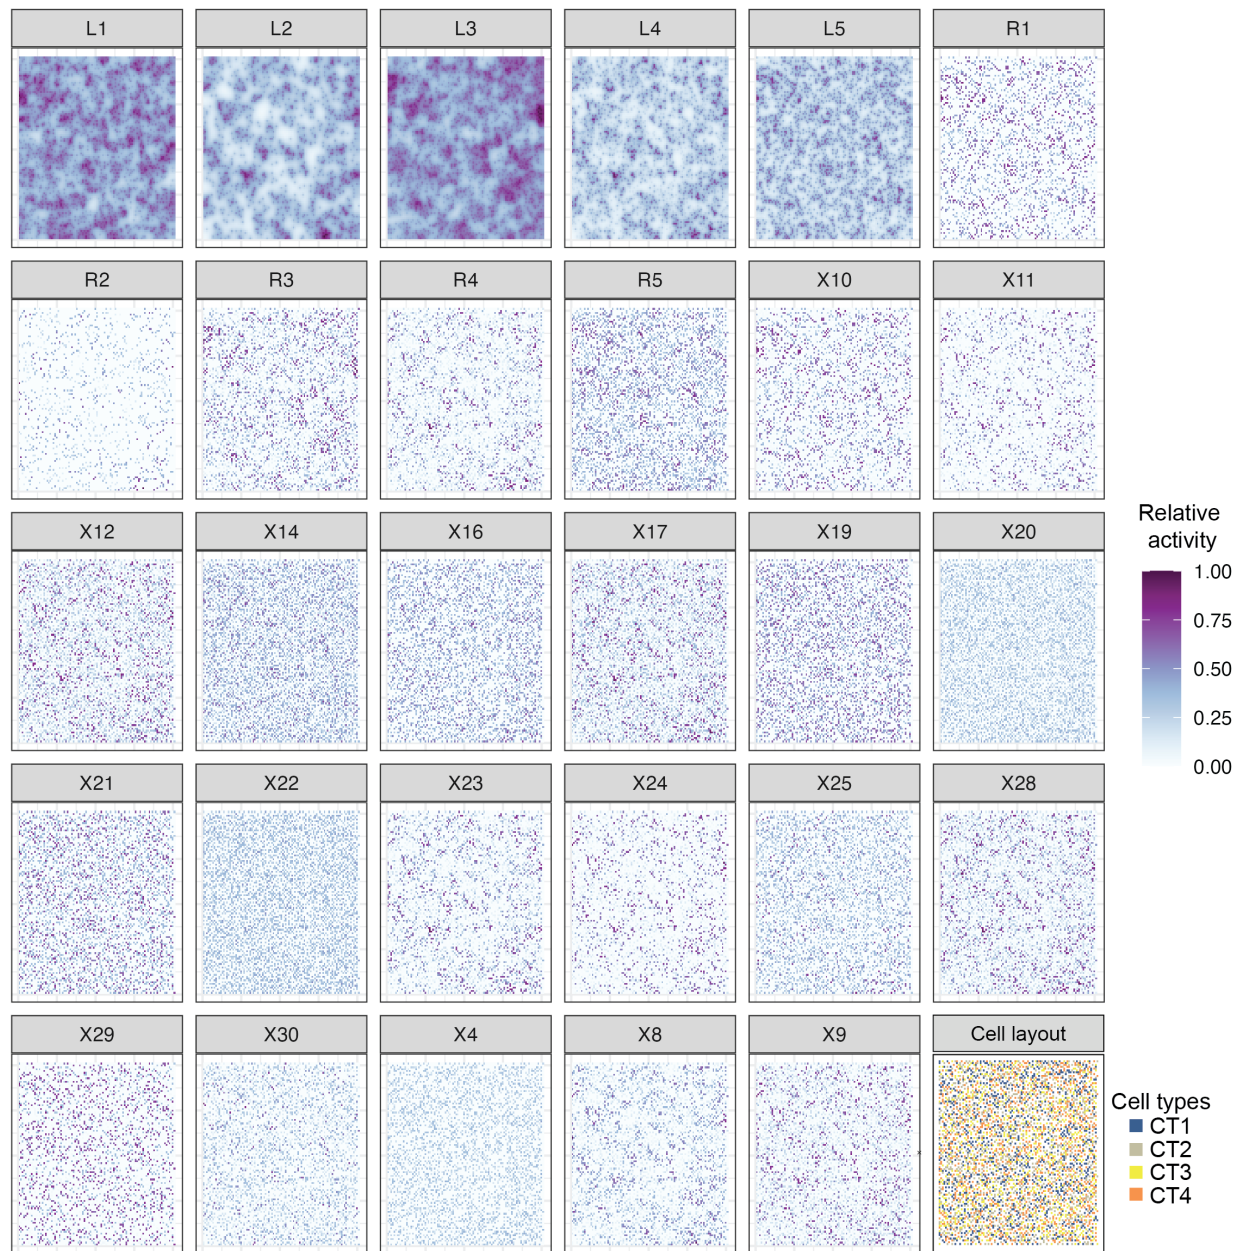 L1 L2 L3 L4 L5 R1
R2 R3 R4 R5 X10 X11
X12 X14 X16 X17 X19 X20
X21 X22 X23 X24 X25 X28
X29 X30 X4 X8 X9 Cell layout
Relative
activity
1.00
0.75
0.50
0.25
0.00
Cell types
CT1
CT2
CT3
CT4